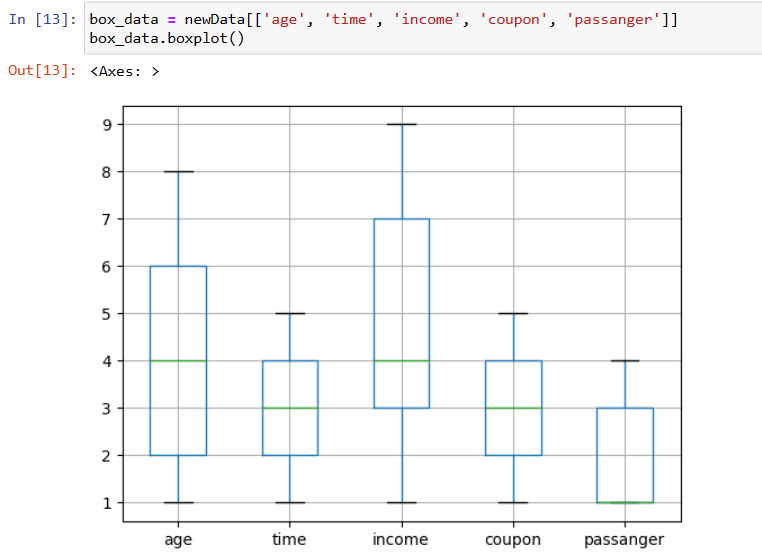 In [13]: box_data = newData[['age', 'time', 'income', 'coupon', 'passanger']]
box_data.boxplot()
Out[13]: <Axes: >
9
8
7
6
5
4
3
2
1
age time income coupon passanger